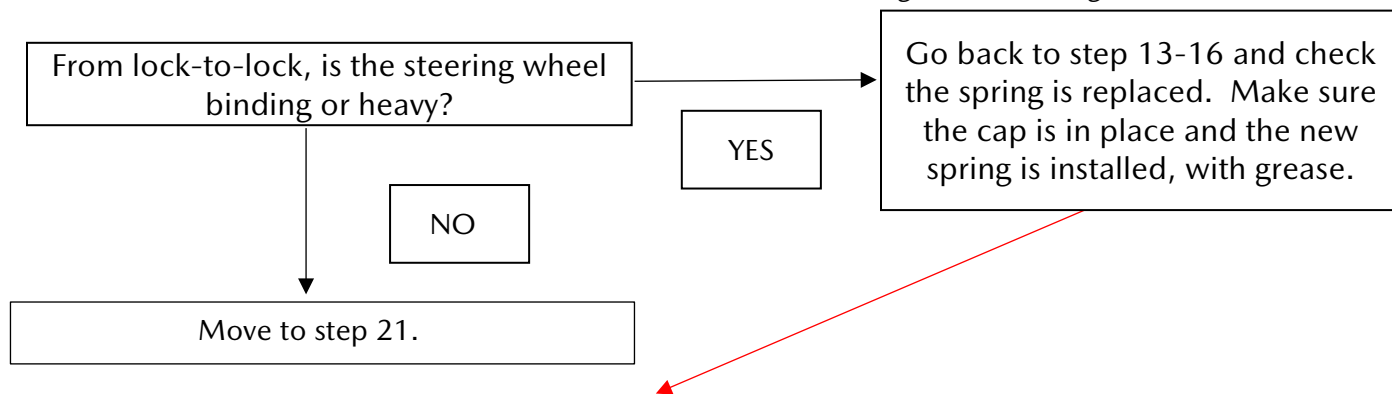 From lock-to-lock, is the steering wheel
binding or heavy?
YES
Go back to step 13-16 and check
the spring is replaced.  Make sure
the cap is in place and the new
spring is installed, with grease.
NO
Move to step 21.